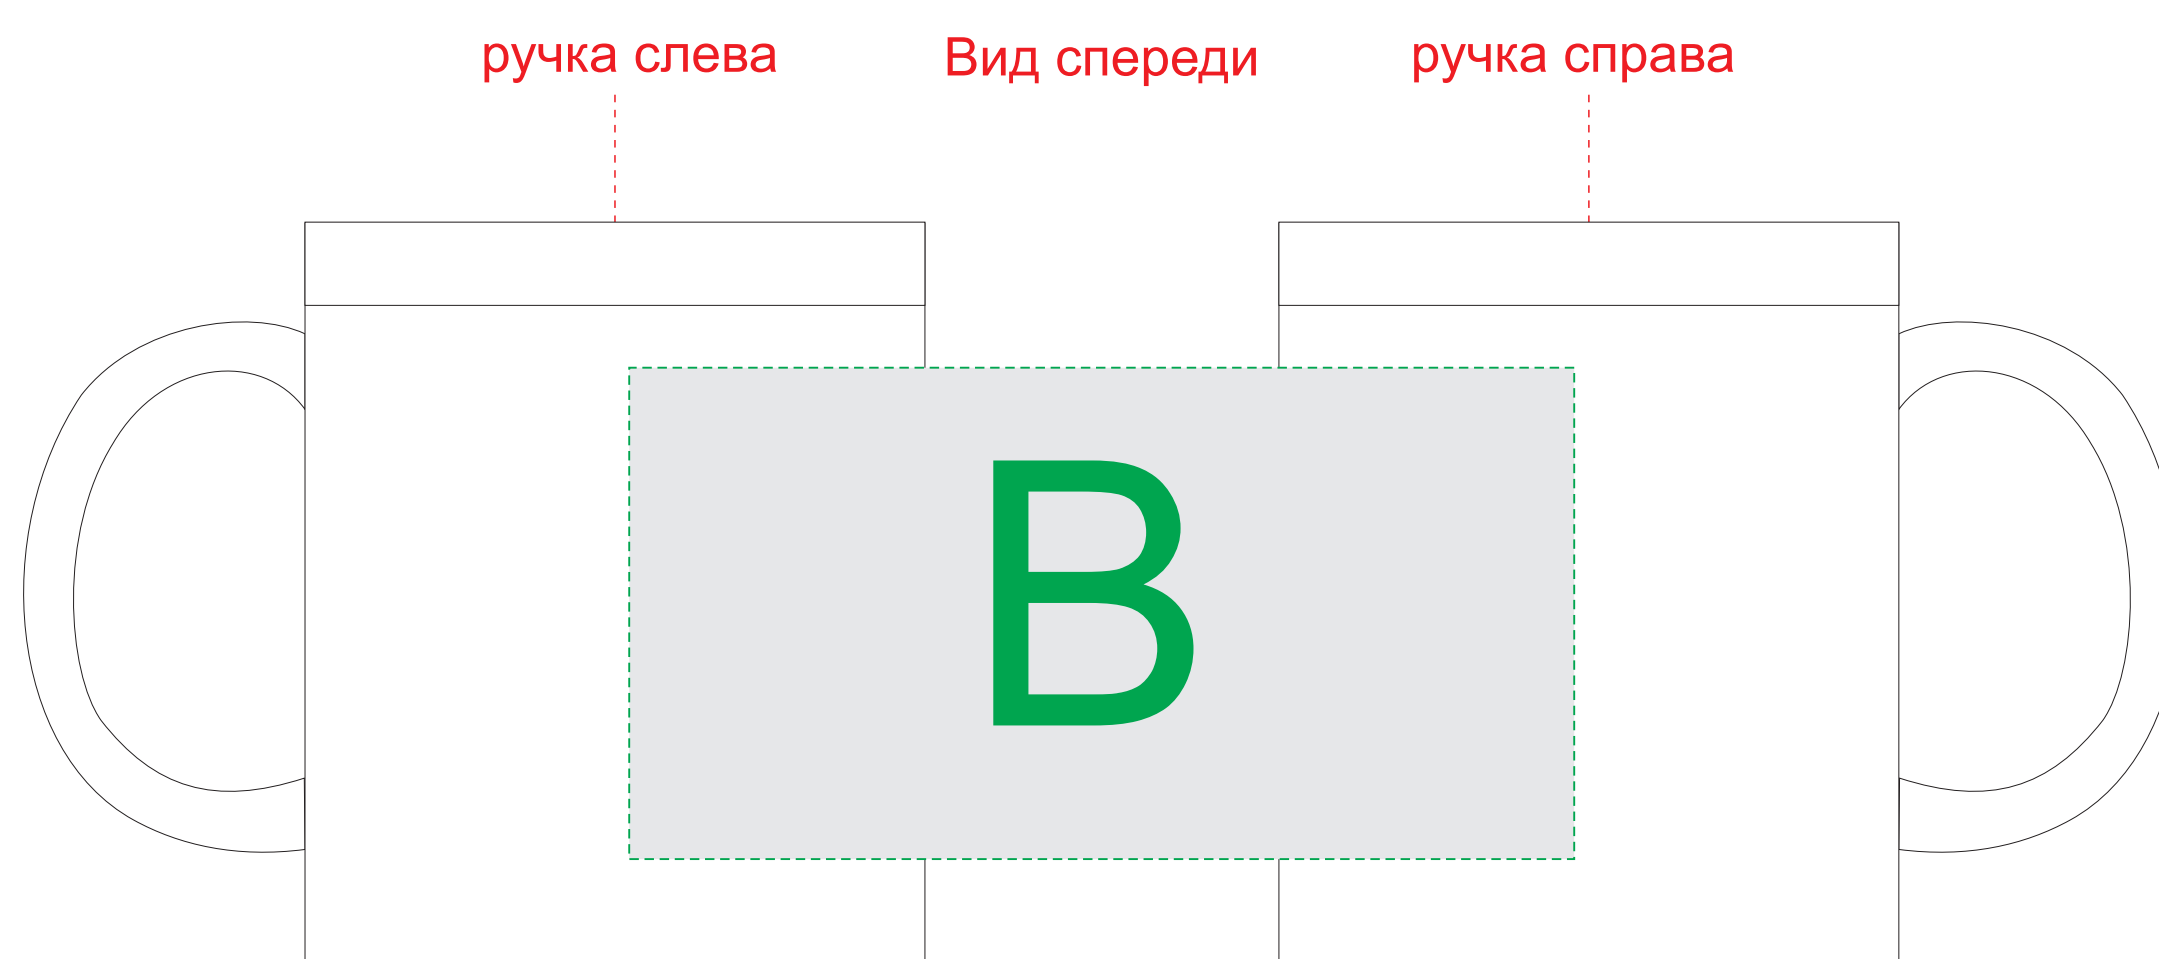 ручка слева
Вид спереди
ручка справа
B